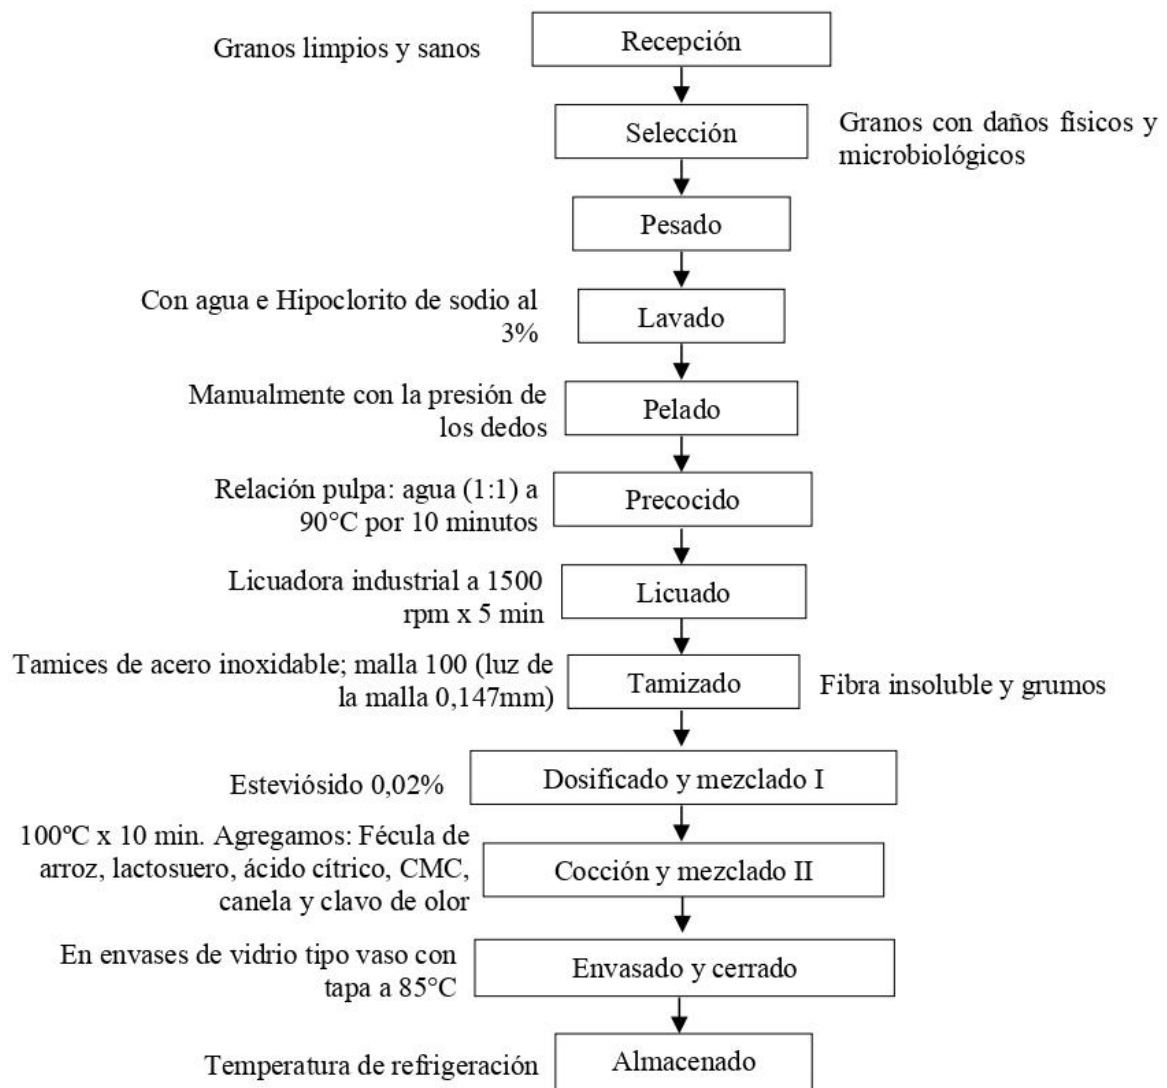 Granos limpios y sanos
Recepción
Selección
Granos con daños físicos y
microbiológicos
Pesado
Con agua e Hipoclorito de sodio al
3%
Lavado
Manualmente con la presión de
los dedos
Pelado
Relación pulpa: agua (1:1) a
90°C por 10 minutos
Precocido
Licuadora industrial a 1500
rpm x 5 min
Licuado
Tamices de acero inoxidable; malla 100 (luz de
la malla 0,147mm)
Tamizado
Fibra insoluble y grumos
Esteviósido 0,02%
Dosificado y mezclado I
100ºC x 10 min. Agregamos: Fécula de
arroz, lactosuero, ácido cítrico, CMC,
canela y clavo de olor
Cocción y mezclado II
En envases de vidrio tipo vaso con
tapa a 85°C
Envasado y cerrado
Temperatura de refrigeración
Almacenado